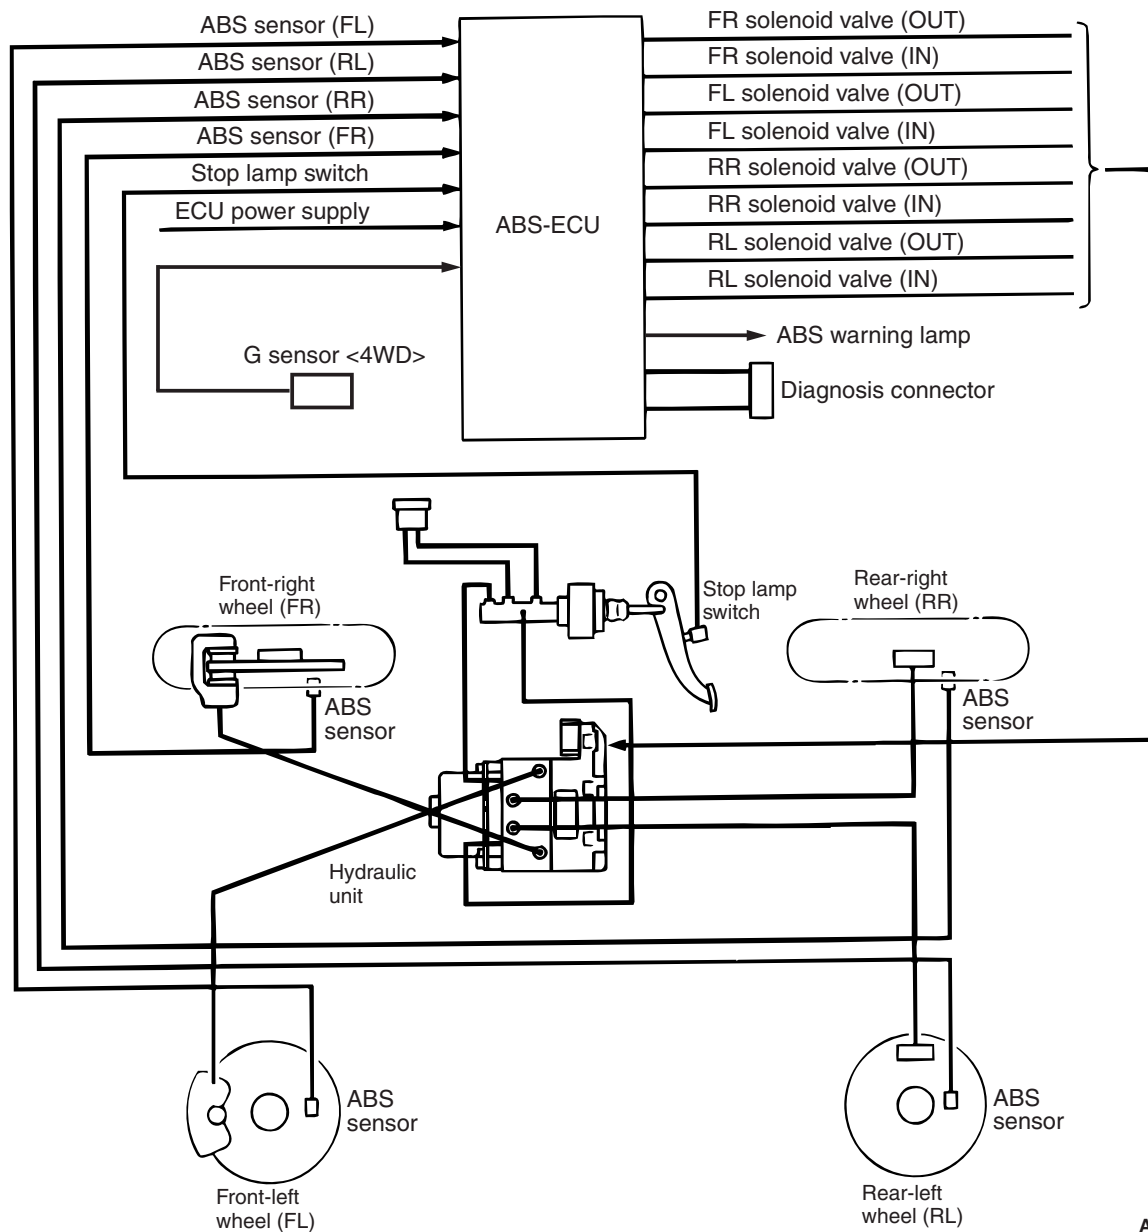 ABS sensor (FL)
ABS sensor (RL)
ABS sensor (RR)
ABS sensor (FR)
Stop lamp switch
ECU power supply
G sensor <4WD>
ABS-ECU
FR solenoid valve (OUT)
FR solenoid valve (IN)
FL solenoid valve (OUT)
FL solenoid valve (IN)
RR solenoid valve (OUT)
RR solenoid valve (IN)
RL solenoid valve (OUT)
RL solenoid valve (IN)
ABS warning lamp
Diagnosis connector
Front-right
wheel (FR)
ABS
sensor
Stop lamp
switch
Rear-right
wheel (RR)
ABS
sensor
Hydraulic
unit
ABS
sensor
Front-left
wheel (FL)
ABS
sensor
Rear-left
wheel (RL)